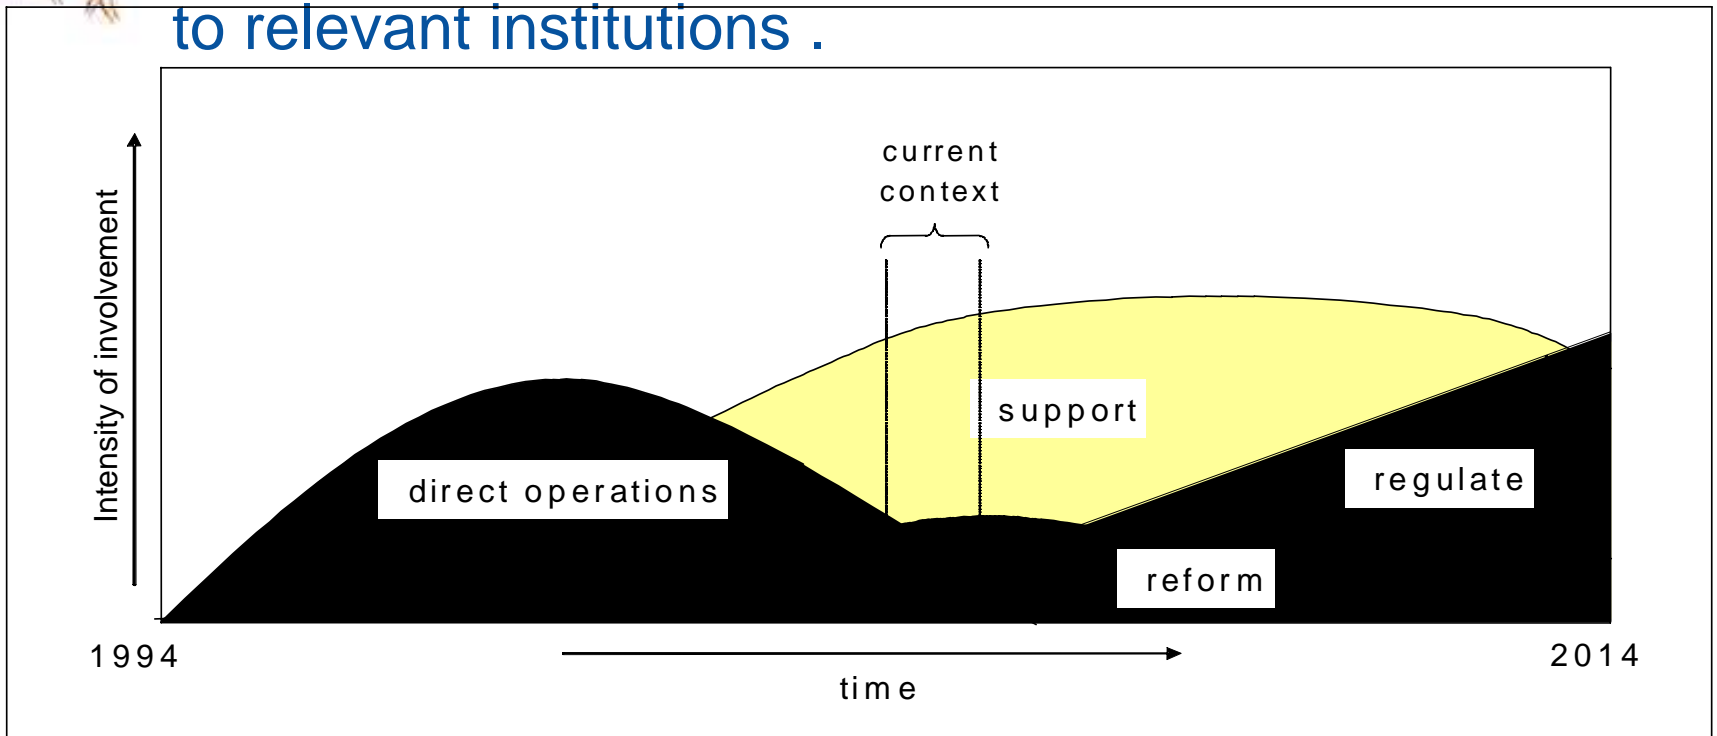 to relevant institutions .
current
context
Intensity of involvement
support
direct operations
regulate
reform
1994
2014
time